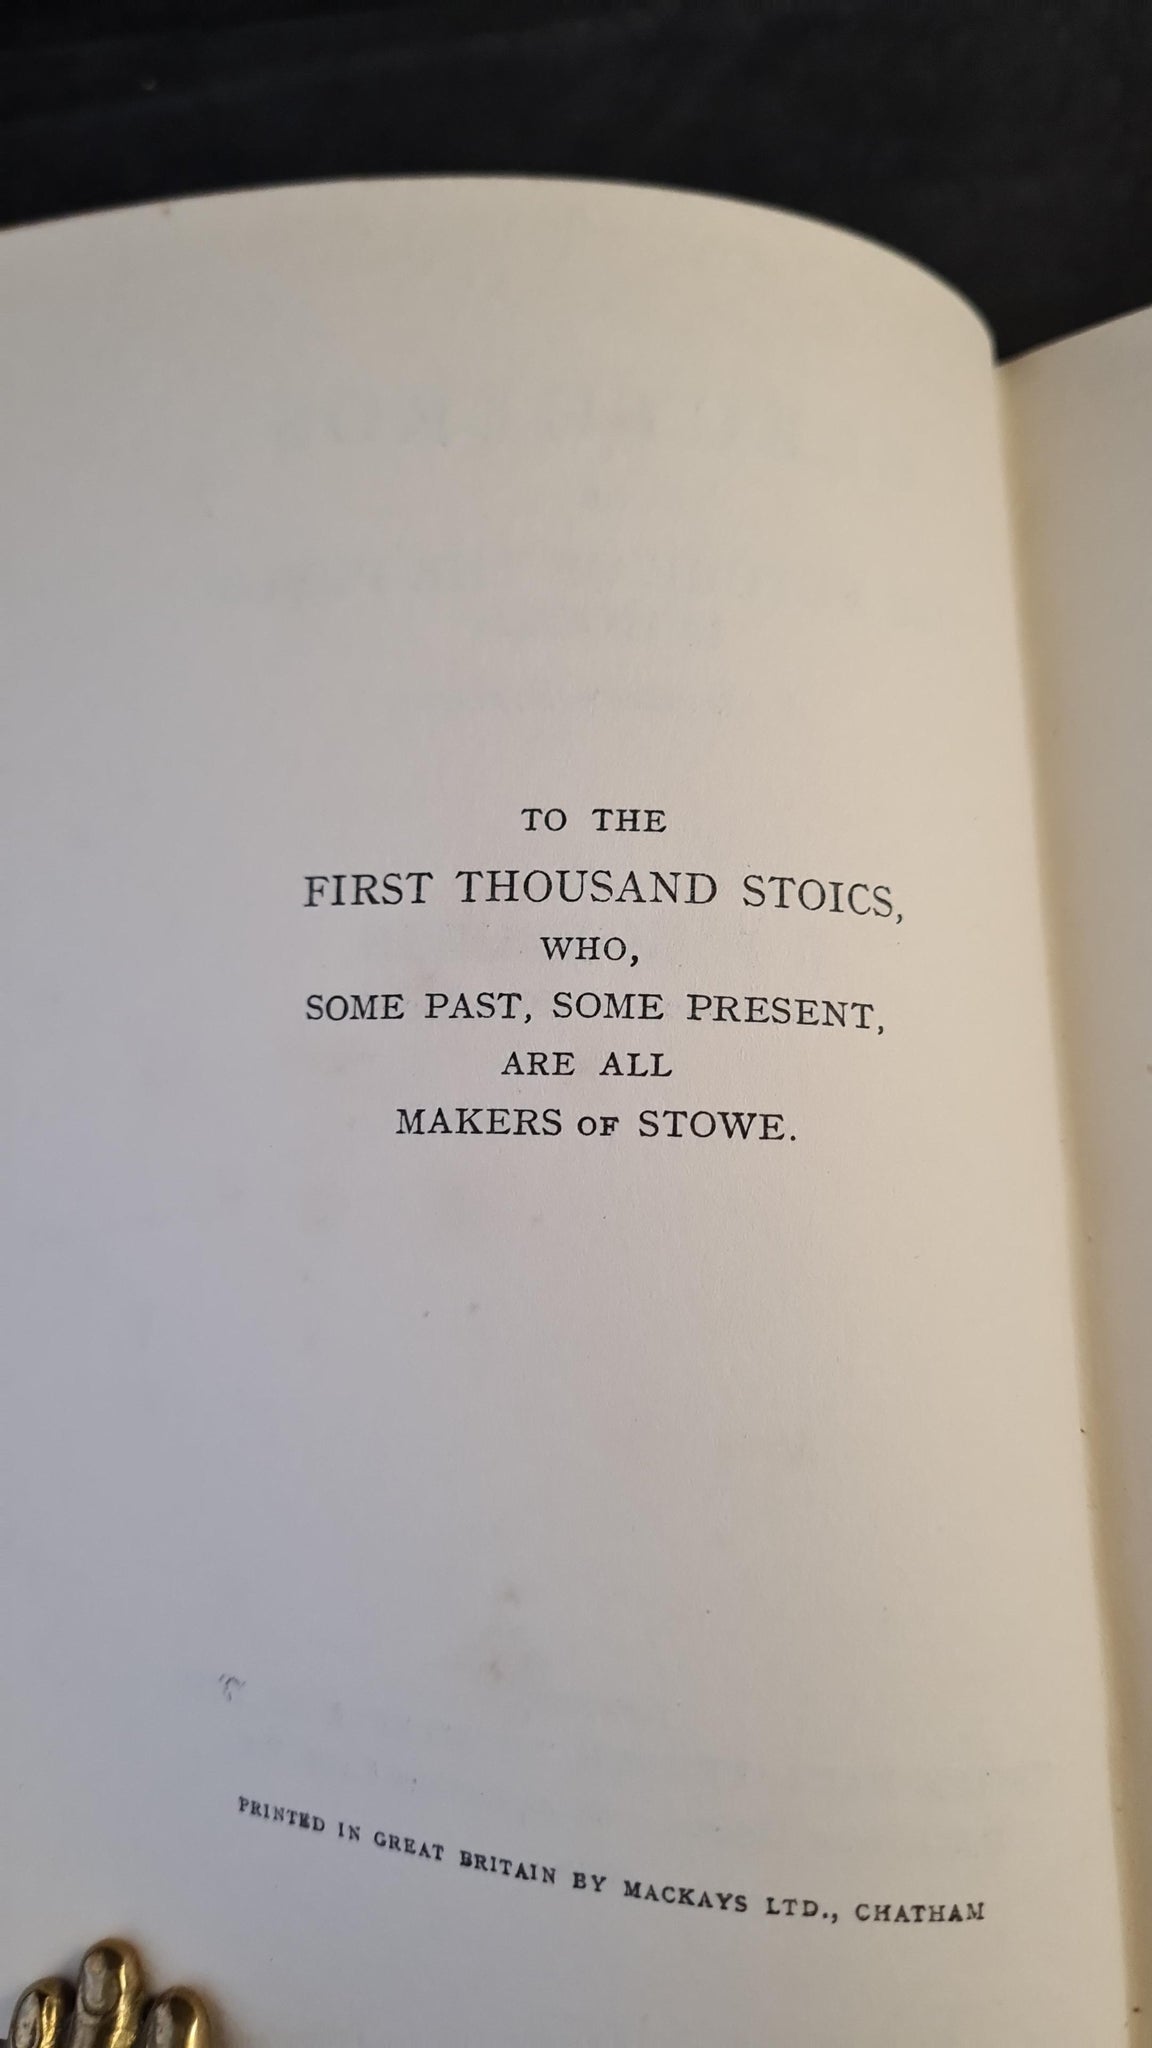 TO THE
FIRST THOUSAND STOICS,
WHO,
SOME PAST, SOME PRESENT,
ARE ALL
MAKERS OF STOWE.
PRINTED IN GREAT BRITAIN BY MACKAYS LTD., CHATHAM